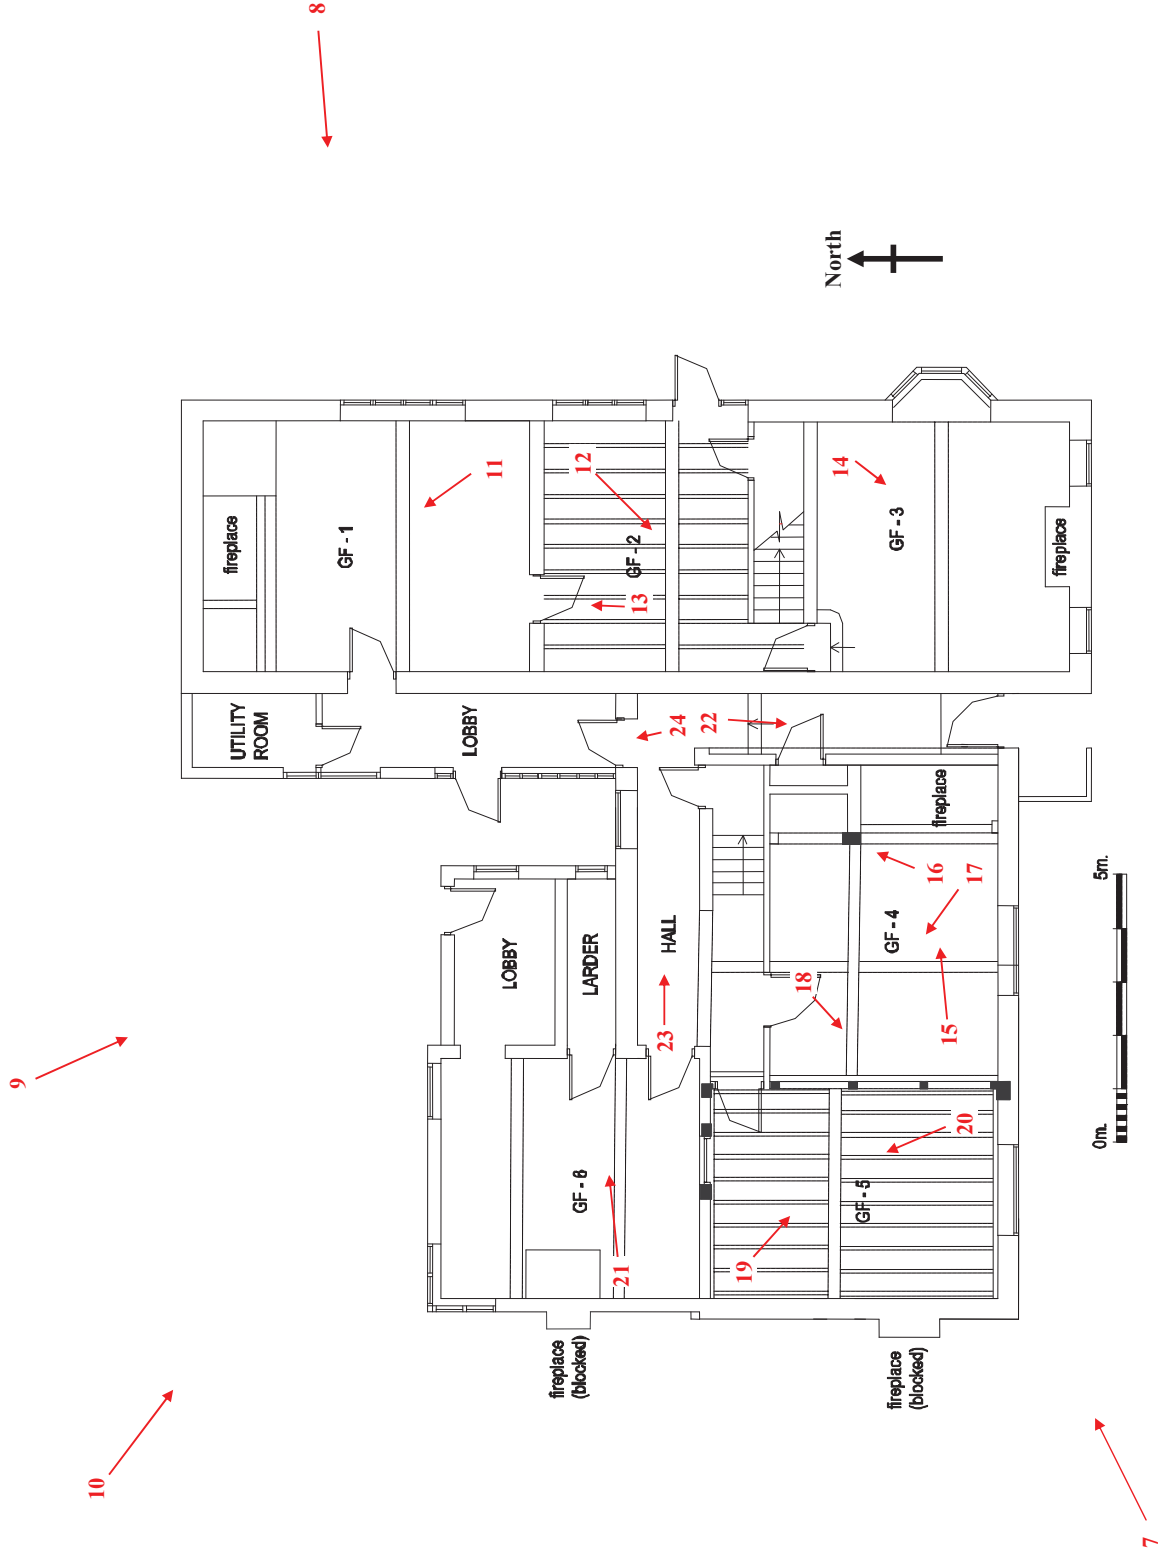 8
9
10
7
North
fireplace
GF - 1
11
12
GF - 2
13
14
GF - 3
fireplace
UTILITY
ROOM
LOBBY
24
22
LOBBY
LARDER
HALL
23
fireplace
16
17
GF - 4
18
15
GF - 6
21
19
20
GF - 5
fireplace
(blocked)
fireplace
(blocked)
0m.
5m.